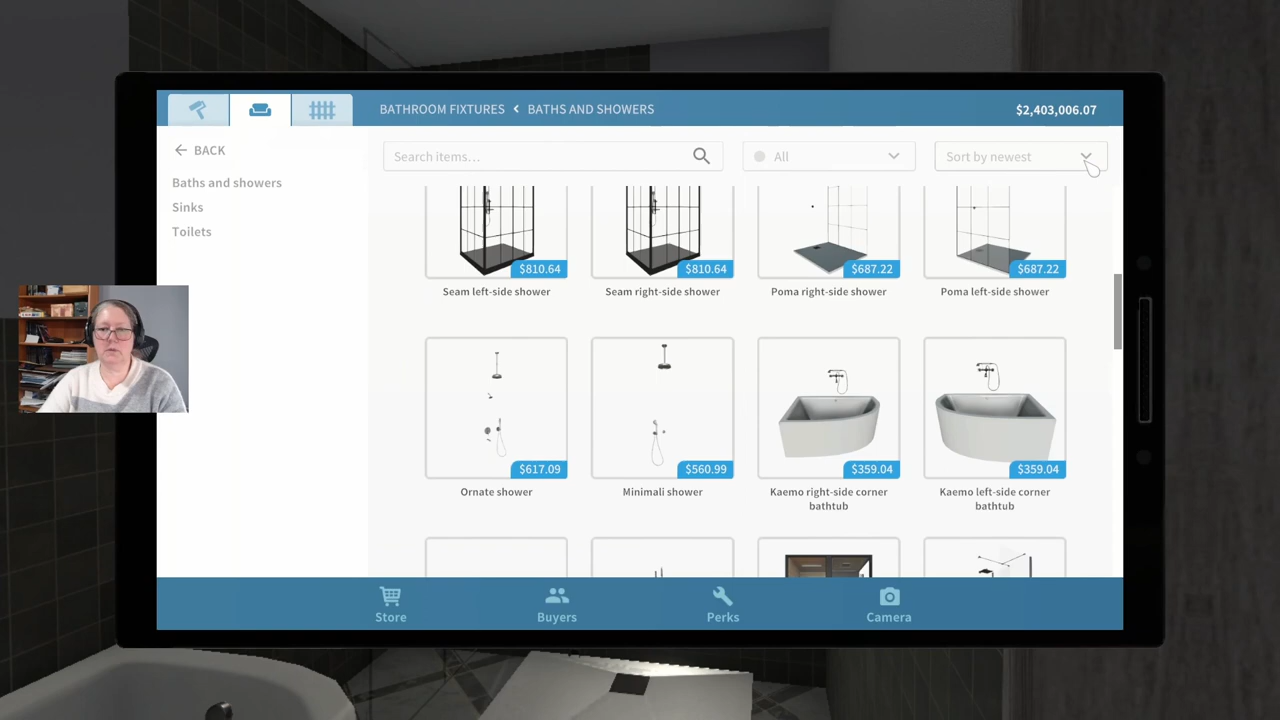 BATHROOM FIXTURES < BATHS AND SHOWERS
$2,403,006.07
BACK
Search items...
All
Sort by newest
Baths and showers
Sinks
Toilets
$810.64
$810.64
$687.22
$687.22
Seam left-side shower
Seam right-side shower
Poma right-side shower
Poma left-side shower
$617.09
$560.99
$359.04
$359.04
Ornate shower
Minimali shower
Kaemo right-side corner
bathtub
Kaemo left-side corner
bathtub
Store
Buyers
Perks
Camera